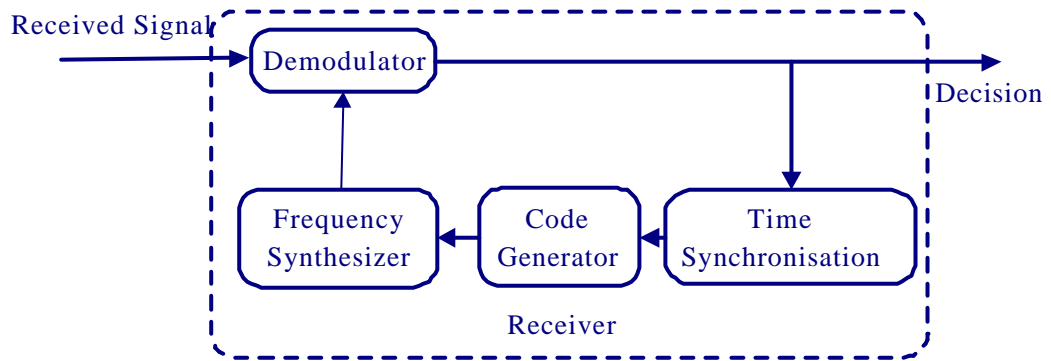 Received Signal
Demodulator
Decision
Frequency
Synthesizer
Code
Generator
Time
Synchronisation
Receiver